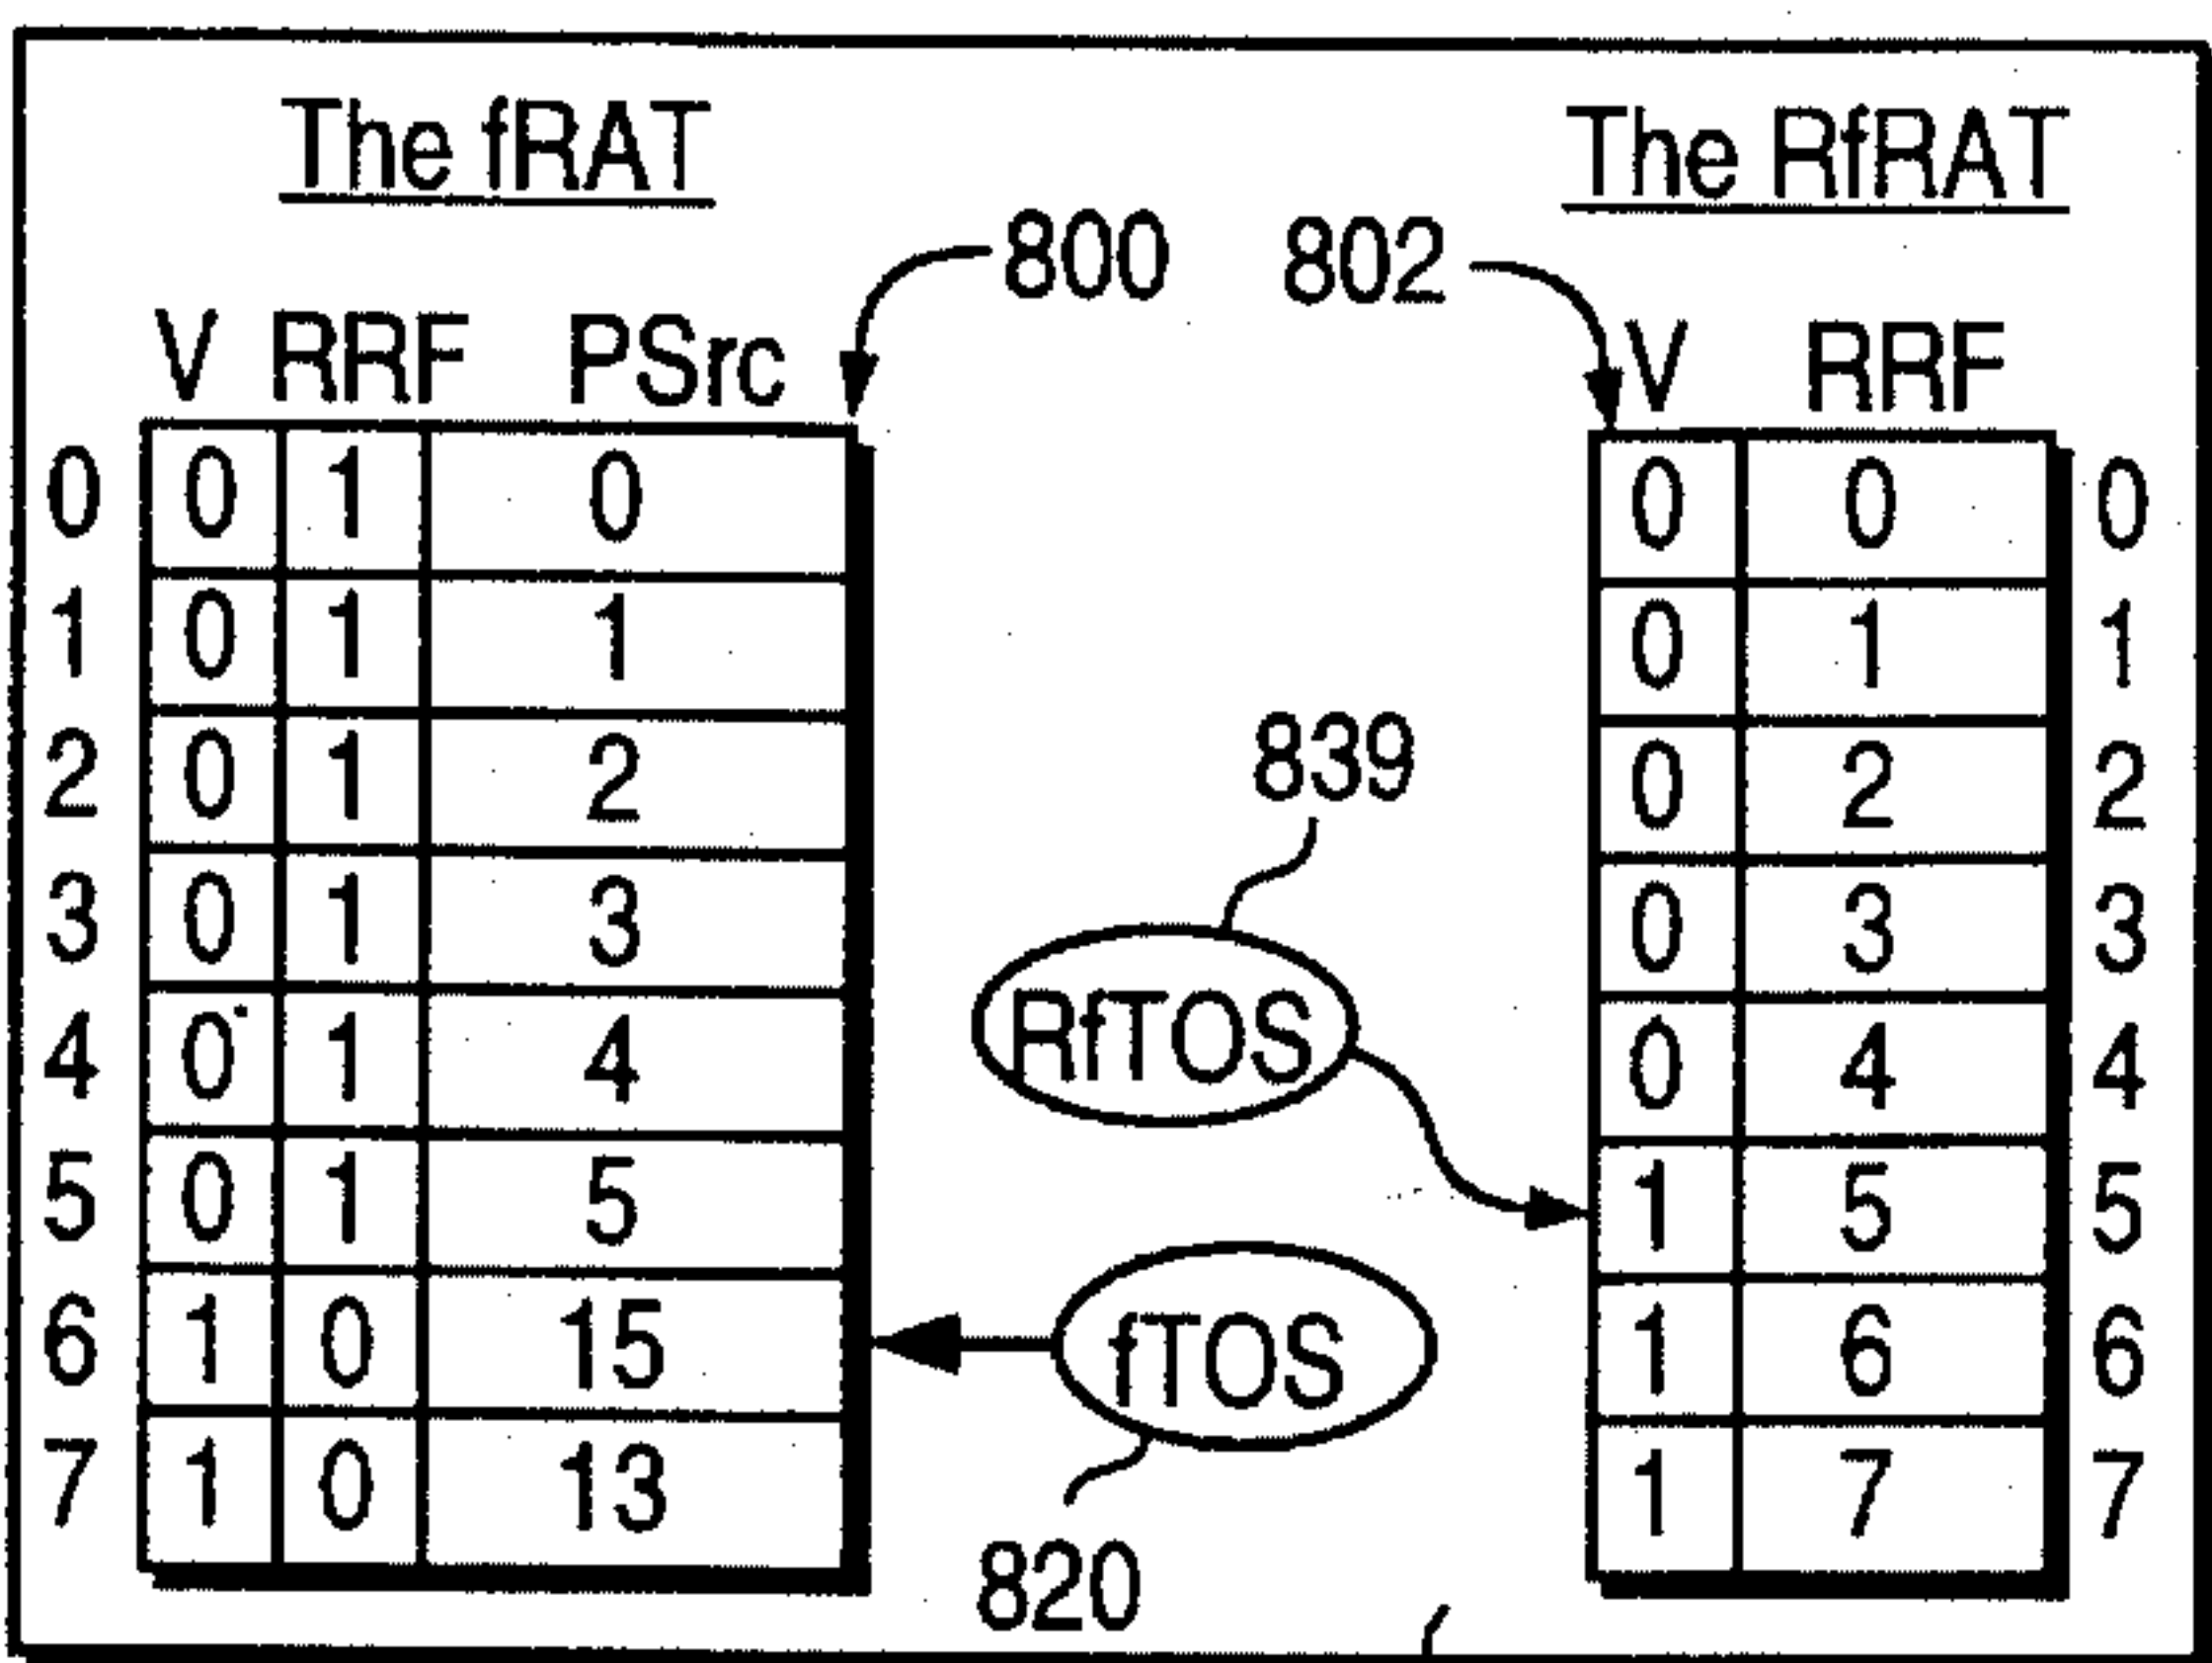 The fRAT The RfRAT
800 802
V RRF PSrc V RRF
0 0 1 0 0 0 0
1 0 1 1 0 1 1
2 0 1 2 0 2 2
839
3 0 1 3 0 3 3
RfTOS
4 0 1 4 0 4 4
5 0 1 5 1 5 5
fTOS
6 1 0 15 1 6 6
7 1 0 13 1 7 7
820